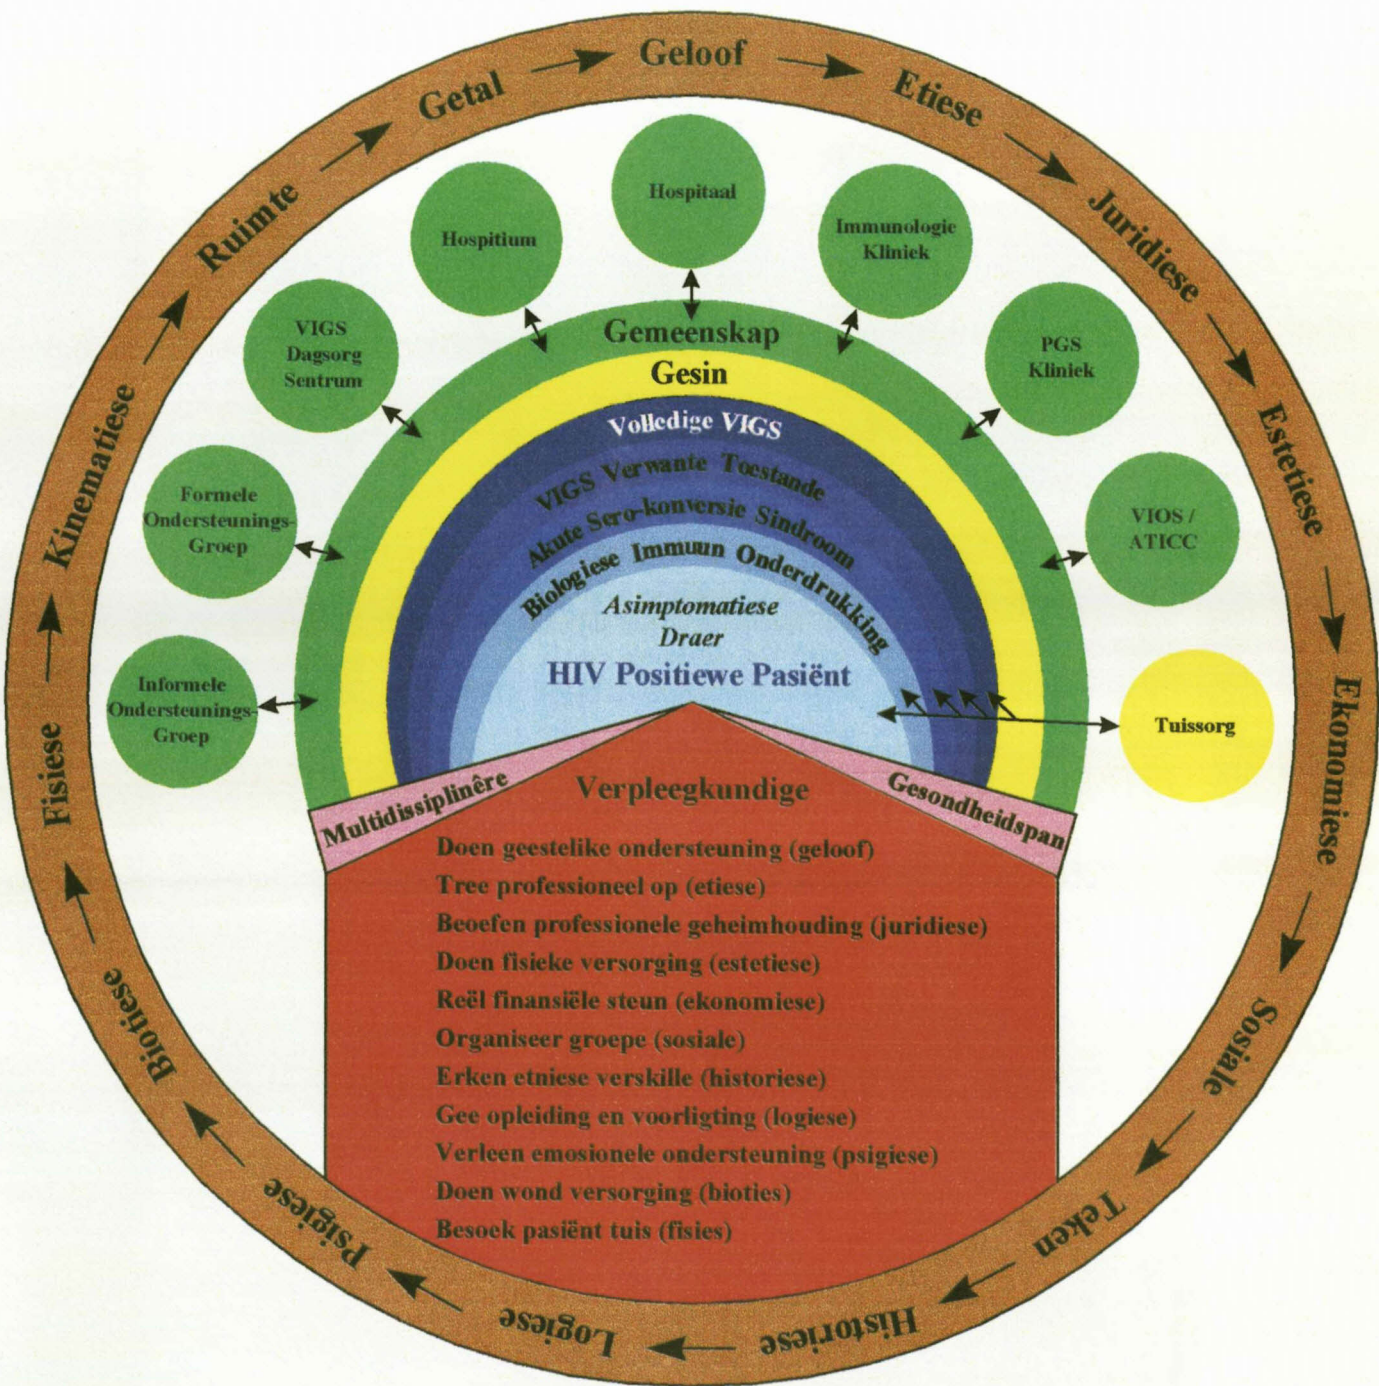 Geloof
Etiese
Juridiese
Estetiese
Ekonomiese
Sosiale
Teken
Historiese
Logiese
Psigiese
Biotiese
Fisiese
Kinematiese
Ruimte
Getal
Informele
Ondersteunings-
Groep
Formele
Ondersteunings-
Groep
VIGS
Dagsorg
Sentrum
Hospitium
Hospitaal
Immunologie
Kliniek
PGS
Kliniek
VIOS /
ATICC
Tuissorg
Gemeenskap
Gesin
Volledige VIGS
VIGS Verwante Toestande
Akute Sero-konversie Sindroom
Biologiese Immuun Onderdrukking
Asimptomatiese
Draer
HIV Positiewe Pasiënt
Multidissiplinêre
Gesondheidspan
Verpleegkundige
Doen geestelike ondersteuning (geloof)
Tree professioneel op (etiese)
Beoefen professionele geheimhouding (juridiese)
Doen fisieke versorging (estetiese)
Reël finansiële steun (ekonomiese)
Organiseer groepe (sosiale)
Erken etniese verskille (historiese)
Gee opleiding en voorligting (logiese)
Verleen emosionele ondersteuning (psigiese)
Doen wond versorging (bioties)
Besoek pasiënt tuis (fisies)